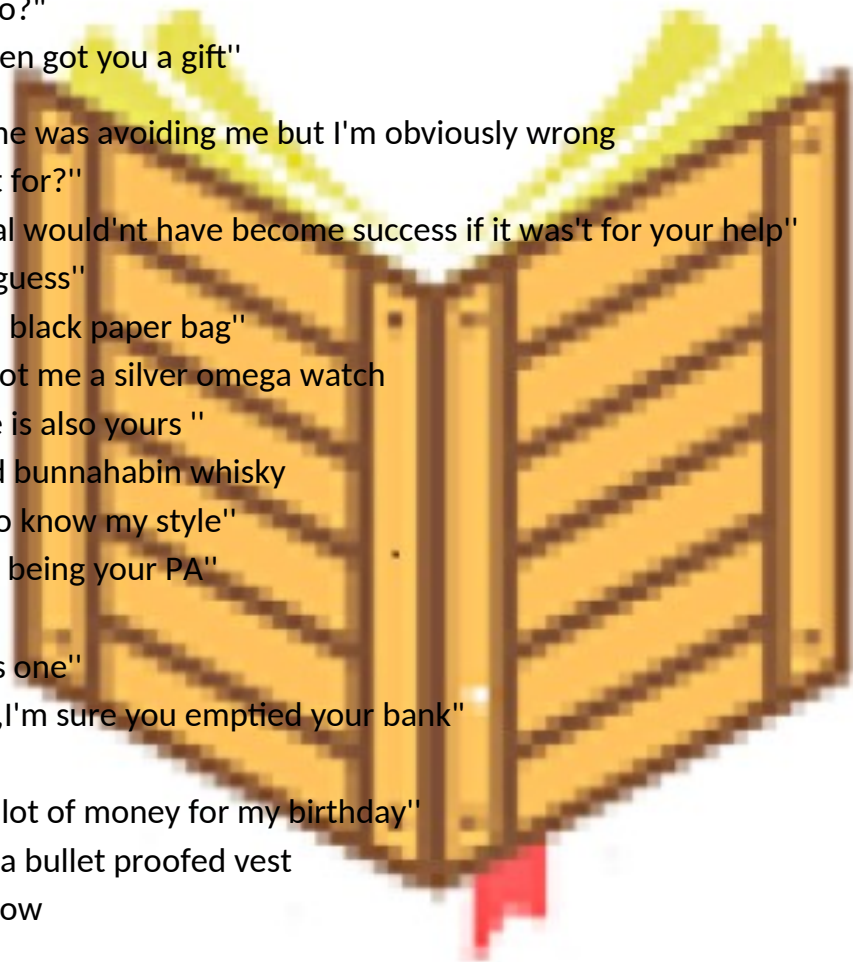 o?"
en got you a gift''
ne was avoiding me but I'm obviously wrong
t for?''
al would'nt have become success if it was't for your help''
guess''
black paper bag''
ot me a silver omega watch
e is also yours ''
d bunnahabin whisky
o know my style''
being your PA''
s one''
,I'm sure you emptied your bank"
lot of money for my birthday''
a bullet proofed vest
ow